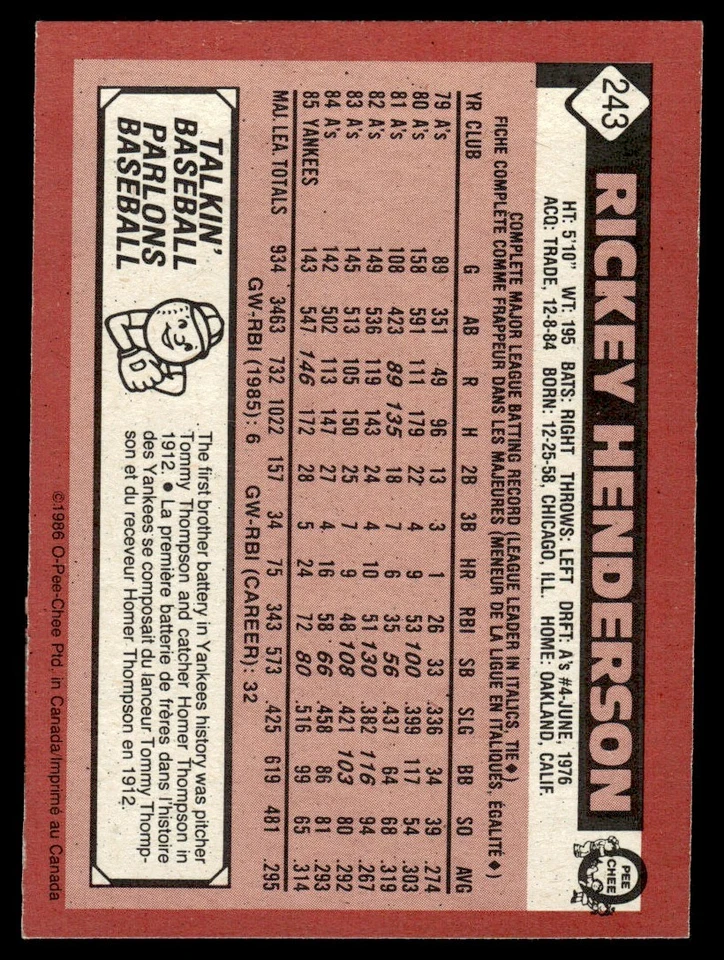 243
RICKEY HENDERSON
O
PEE
CHEE
HT: 5'10" WT: 195 BATS: RIGHT THROWS: LEFT DRFT: A's #4-JUNE, 1976
ACQ: TRADE, 12-8-84 BORN: 12-25-58, CHICAGO, ILL. HOME: OAKLAND, CALIF.
COMPLETE MAJOR LEAGUE BATTING RECORD (LEAGUE LEADER IN ITALICS, TIE ♦)
FICHE COMPLÈTE COMME FRAPPEUR DANS LES MAJEURES (MENEUR DE LA LIGUE EN ITALIQUES, ÉGALITÉ ♦)
YR CLUB G AB R H 2B 3B HR RBI SB SLG BB SO AVG
79 A's 89 351 49 96 13 3 1 26 33 .336 34 39 .274
80 A's 158 591 111 179 22 4 9 53 100 .399 117 54 .303
81 A's 108 423 89 135 18 7 6 35 56 .437 64 68 .319
82 A's 149 536 119 143 24 4 10 51 130 .382 116 94 .267
83 A's 145 513 105 150 25 7 9 48 108 .421 103 80 .292
84 A's 142 502 113 147 27 4 16 58 66 .458 86 81 .293
85 YANKEES 143 547 146 172 28 5 24 72 80 .516 99 65 .314
MAJ. LEA. TOTALS 934 3463 732 1022 157 34 75 343 573 .425 619 481 .295
GW-RBI (1985): 6 GW-RBI (CAREER): 32
TALKIN'
BASEBALL
PARLONS
BASEBALL
The first brother battery in Yankees history was pitcher
Tommy Thompson and catcher Homer Thompson in
1912. • La première batterie de frères dans l'histoire
des Yankees se composait du lanceur Tommy Thomp-
son et du receveur Homer Thompson en 1912.
©1986 O-Pee-Chee Ptd. in Canada/Imprimé au Canada